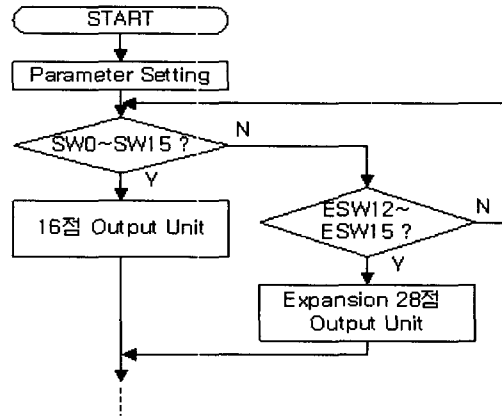 START
Parameter Setting
SW0~SW15 ?
N
Y
16점 Output Unit
ESW12~
ESW15 ?
N
Y
Expansion 28점
Output Unit